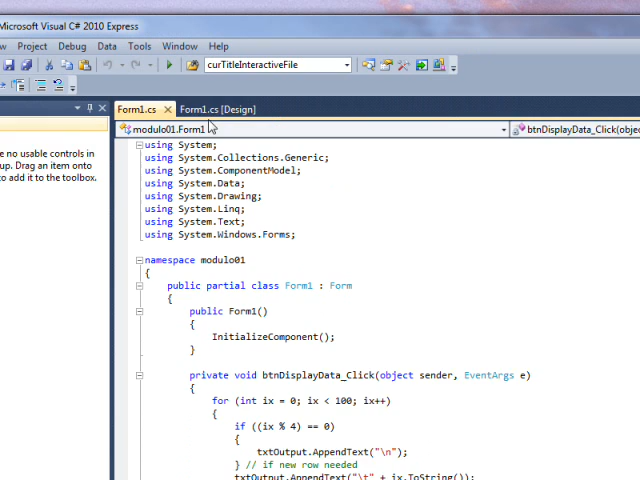 Microsoft Visual C# 2010 Express
Project Debug Data Tools Window Help
curTitleInteractiveFile
Form1.cs Form1.cs [Design]
modulo01.Form1 btnDisplayData_Click(objec
e no usable controls in
up. Drag an item onto
to add it to the toolbox.
using System;
using System.Collections.Generic;
using System.ComponentModel;
using System.Data;
using System.Drawing;
using System.Linq;
using System.Text;
using System.Windows.Forms;
namespace modulo01
{
public partial class Form1 : Form
{
public Form1()
{
InitializeComponent();
}
private void btnDisplayData_Click(object sender, EventArgs e)
{
for (int ix = 0; ix < 100; ix++)
{
if ((ix % 4) == 0)
{
txtOutput.AppendText("\n");
} // if new row needed
txtOutput.AppendText("\t" + ix.ToString());